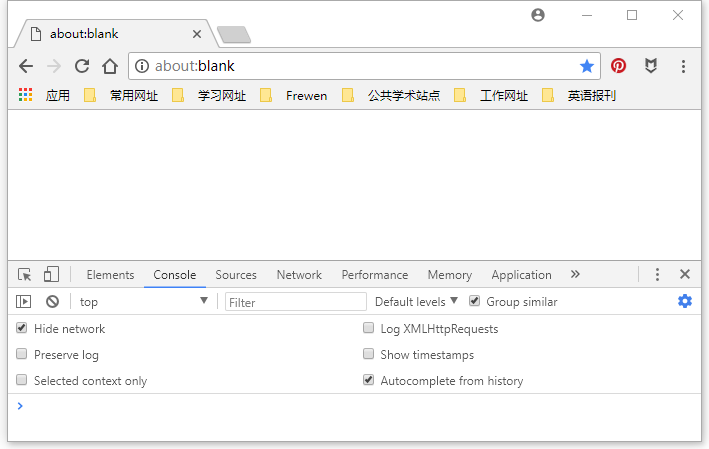 about:blank
about:blank
应用 常用网址 学习网址 Frewen 公共学术站点 工作网址 英语报刊
Elements Console Sources Network Performance Memory Application
top Filter Default levels Group similar
Hide network Log XMLHttpRequests
Preserve log Show timestamps
Selected context only Autocomplete from history